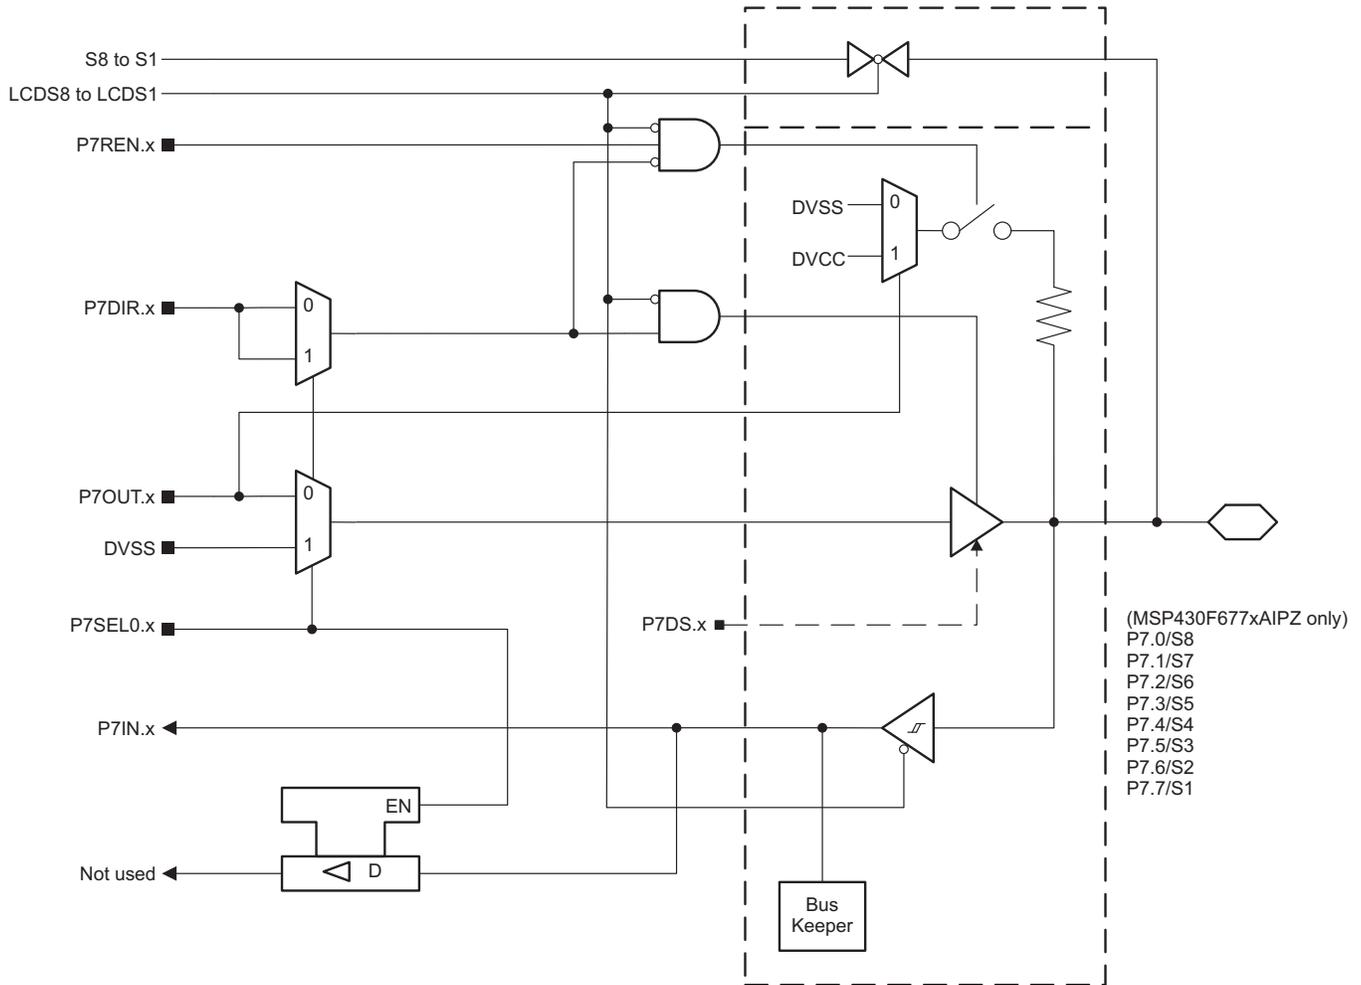 S8 to S1
LCDS8 to LCDS1
P7REN.x
DVSS
0
DVCC
1
P7DIR.x
0
1
P7OUT.x
0
DVSS
1
P7SEL0.x
P7DS.x
(MSP430F677xAIPZ only)
P7.0/S8
P7.1/S7
P7.2/S6
P7.3/S5
P7.4/S4
P7.5/S3
P7.6/S2
P7.7/S1
P7IN.x
EN
D
Not used
Bus
Keeper